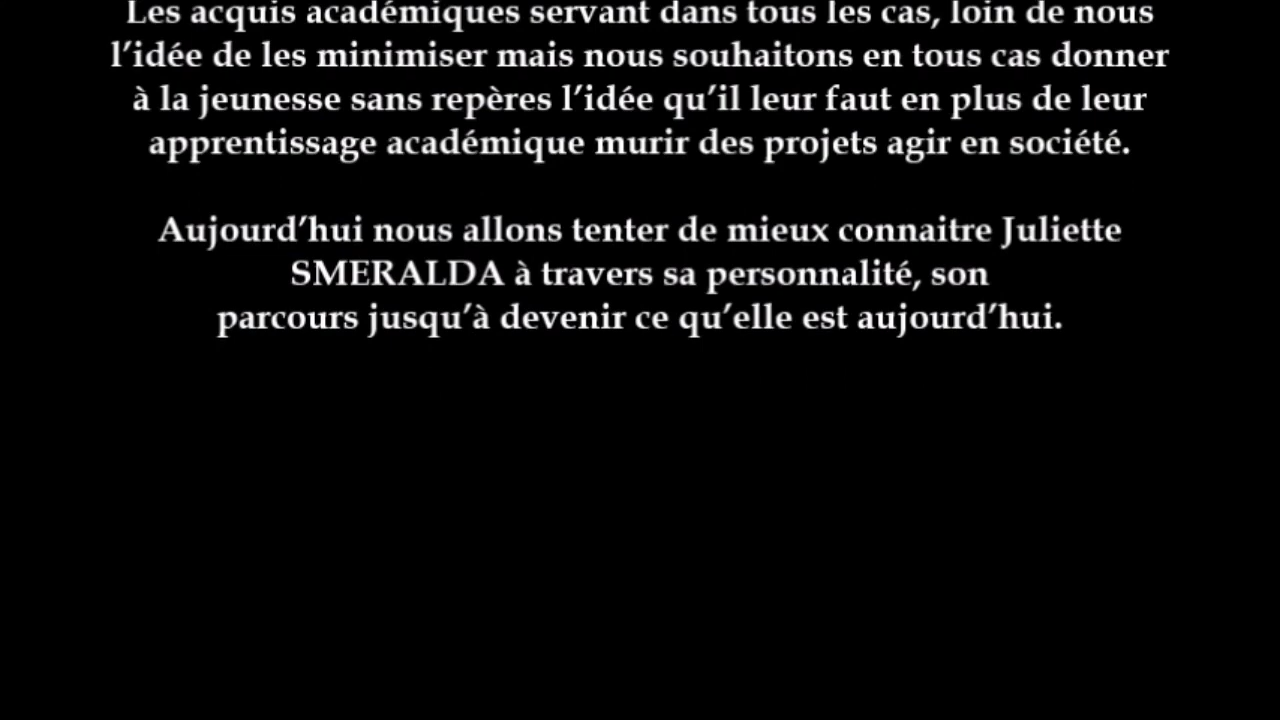 Les acquis académiques servant dans tous les cas, loin de nous
l’idée de les minimiser mais nous souhaitons en tous cas donner
à la jeunesse sans repères l’idée qu’il leur faut en plus de leur
apprentissage académique murir des projets agir en société.
Aujourd’hui nous allons tenter de mieux connaitre Juliette
SMERALDA à travers sa personnalité, son
parcours jusqu’à devenir ce qu’elle est aujourd’hui.